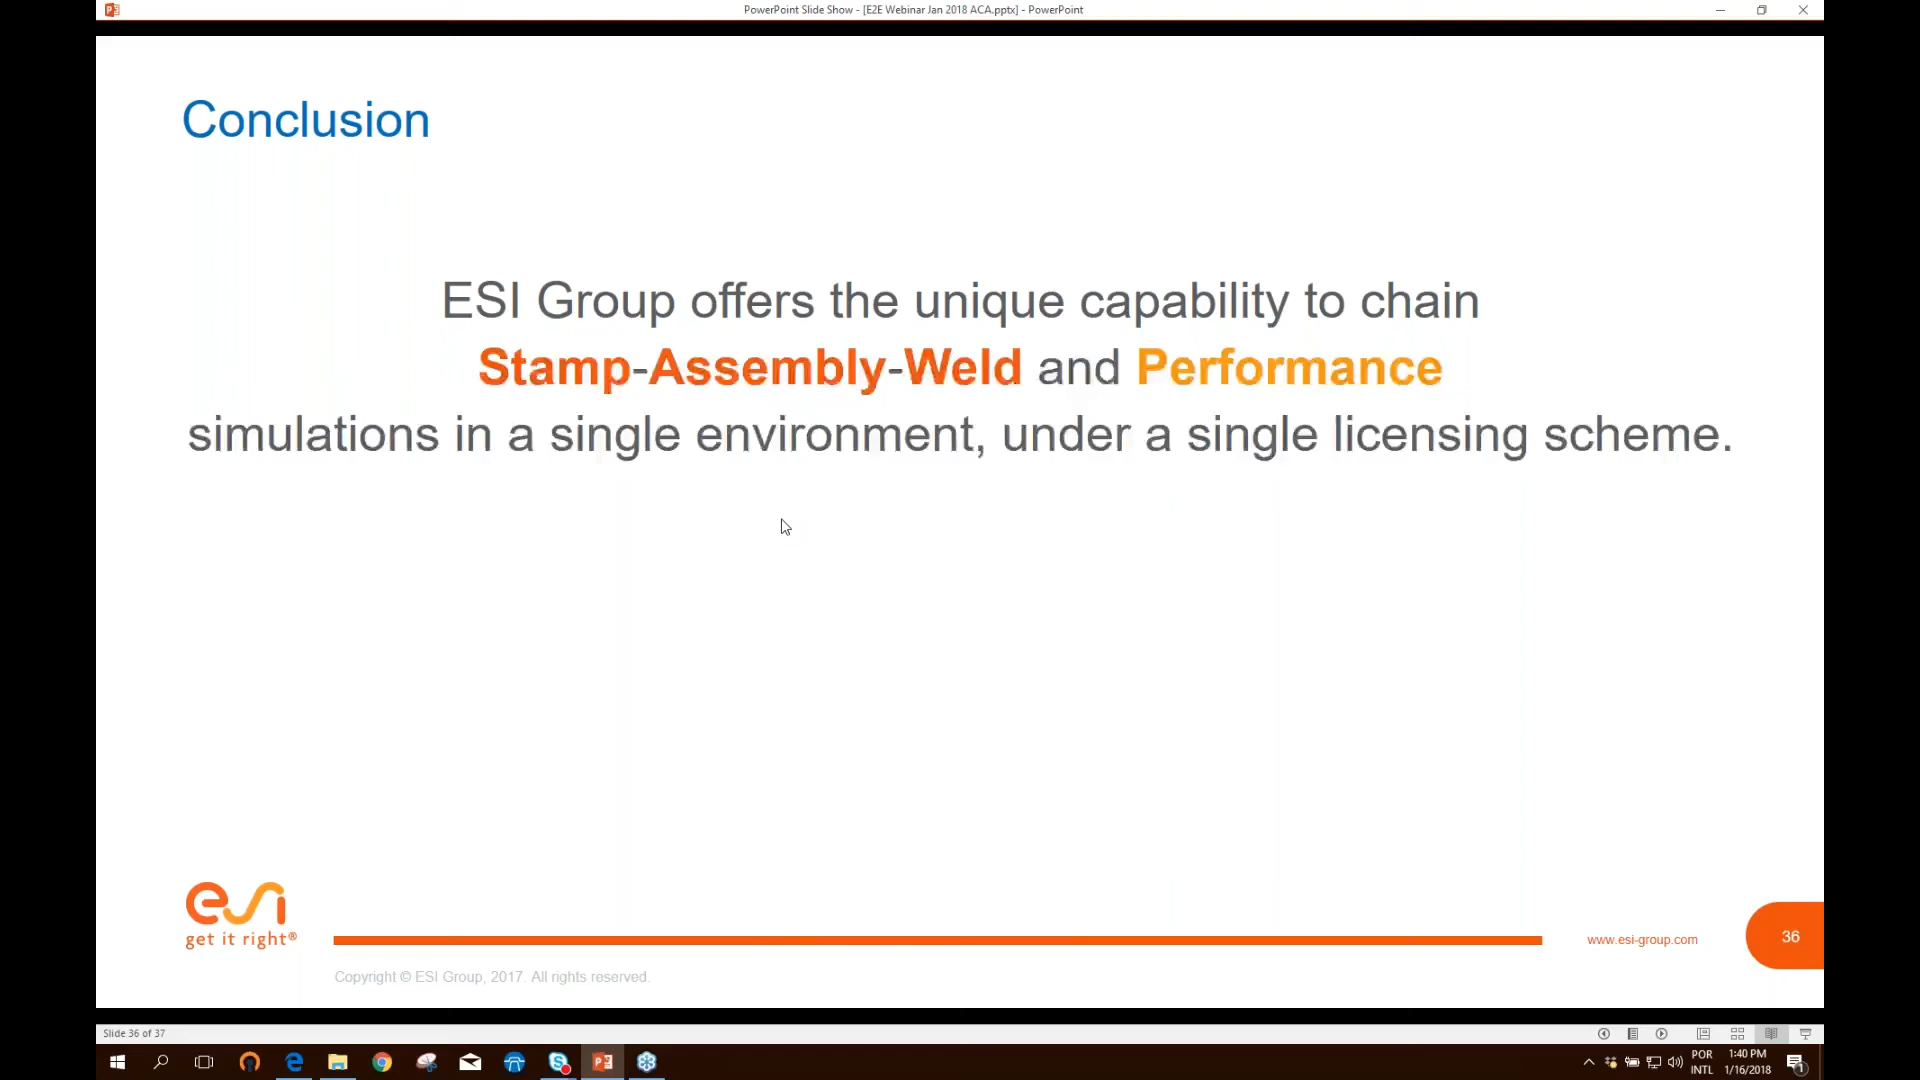 PowerPoint Slide Show - [E2E Webinar Jan 2018 ACA.pptx] - PowerPoint
Conclusion
ESI Group offers the unique capability to chain
Stamp-Assembly-Weld and Performance
simulations in a single environment, under a single licensing scheme.
esi
get it right®
www.esi-group.com
36
Copyright © ESI Group, 2017. All rights reserved.
Slide 36 of 37
POR
INTL
1:40 PM
1/16/2018
1